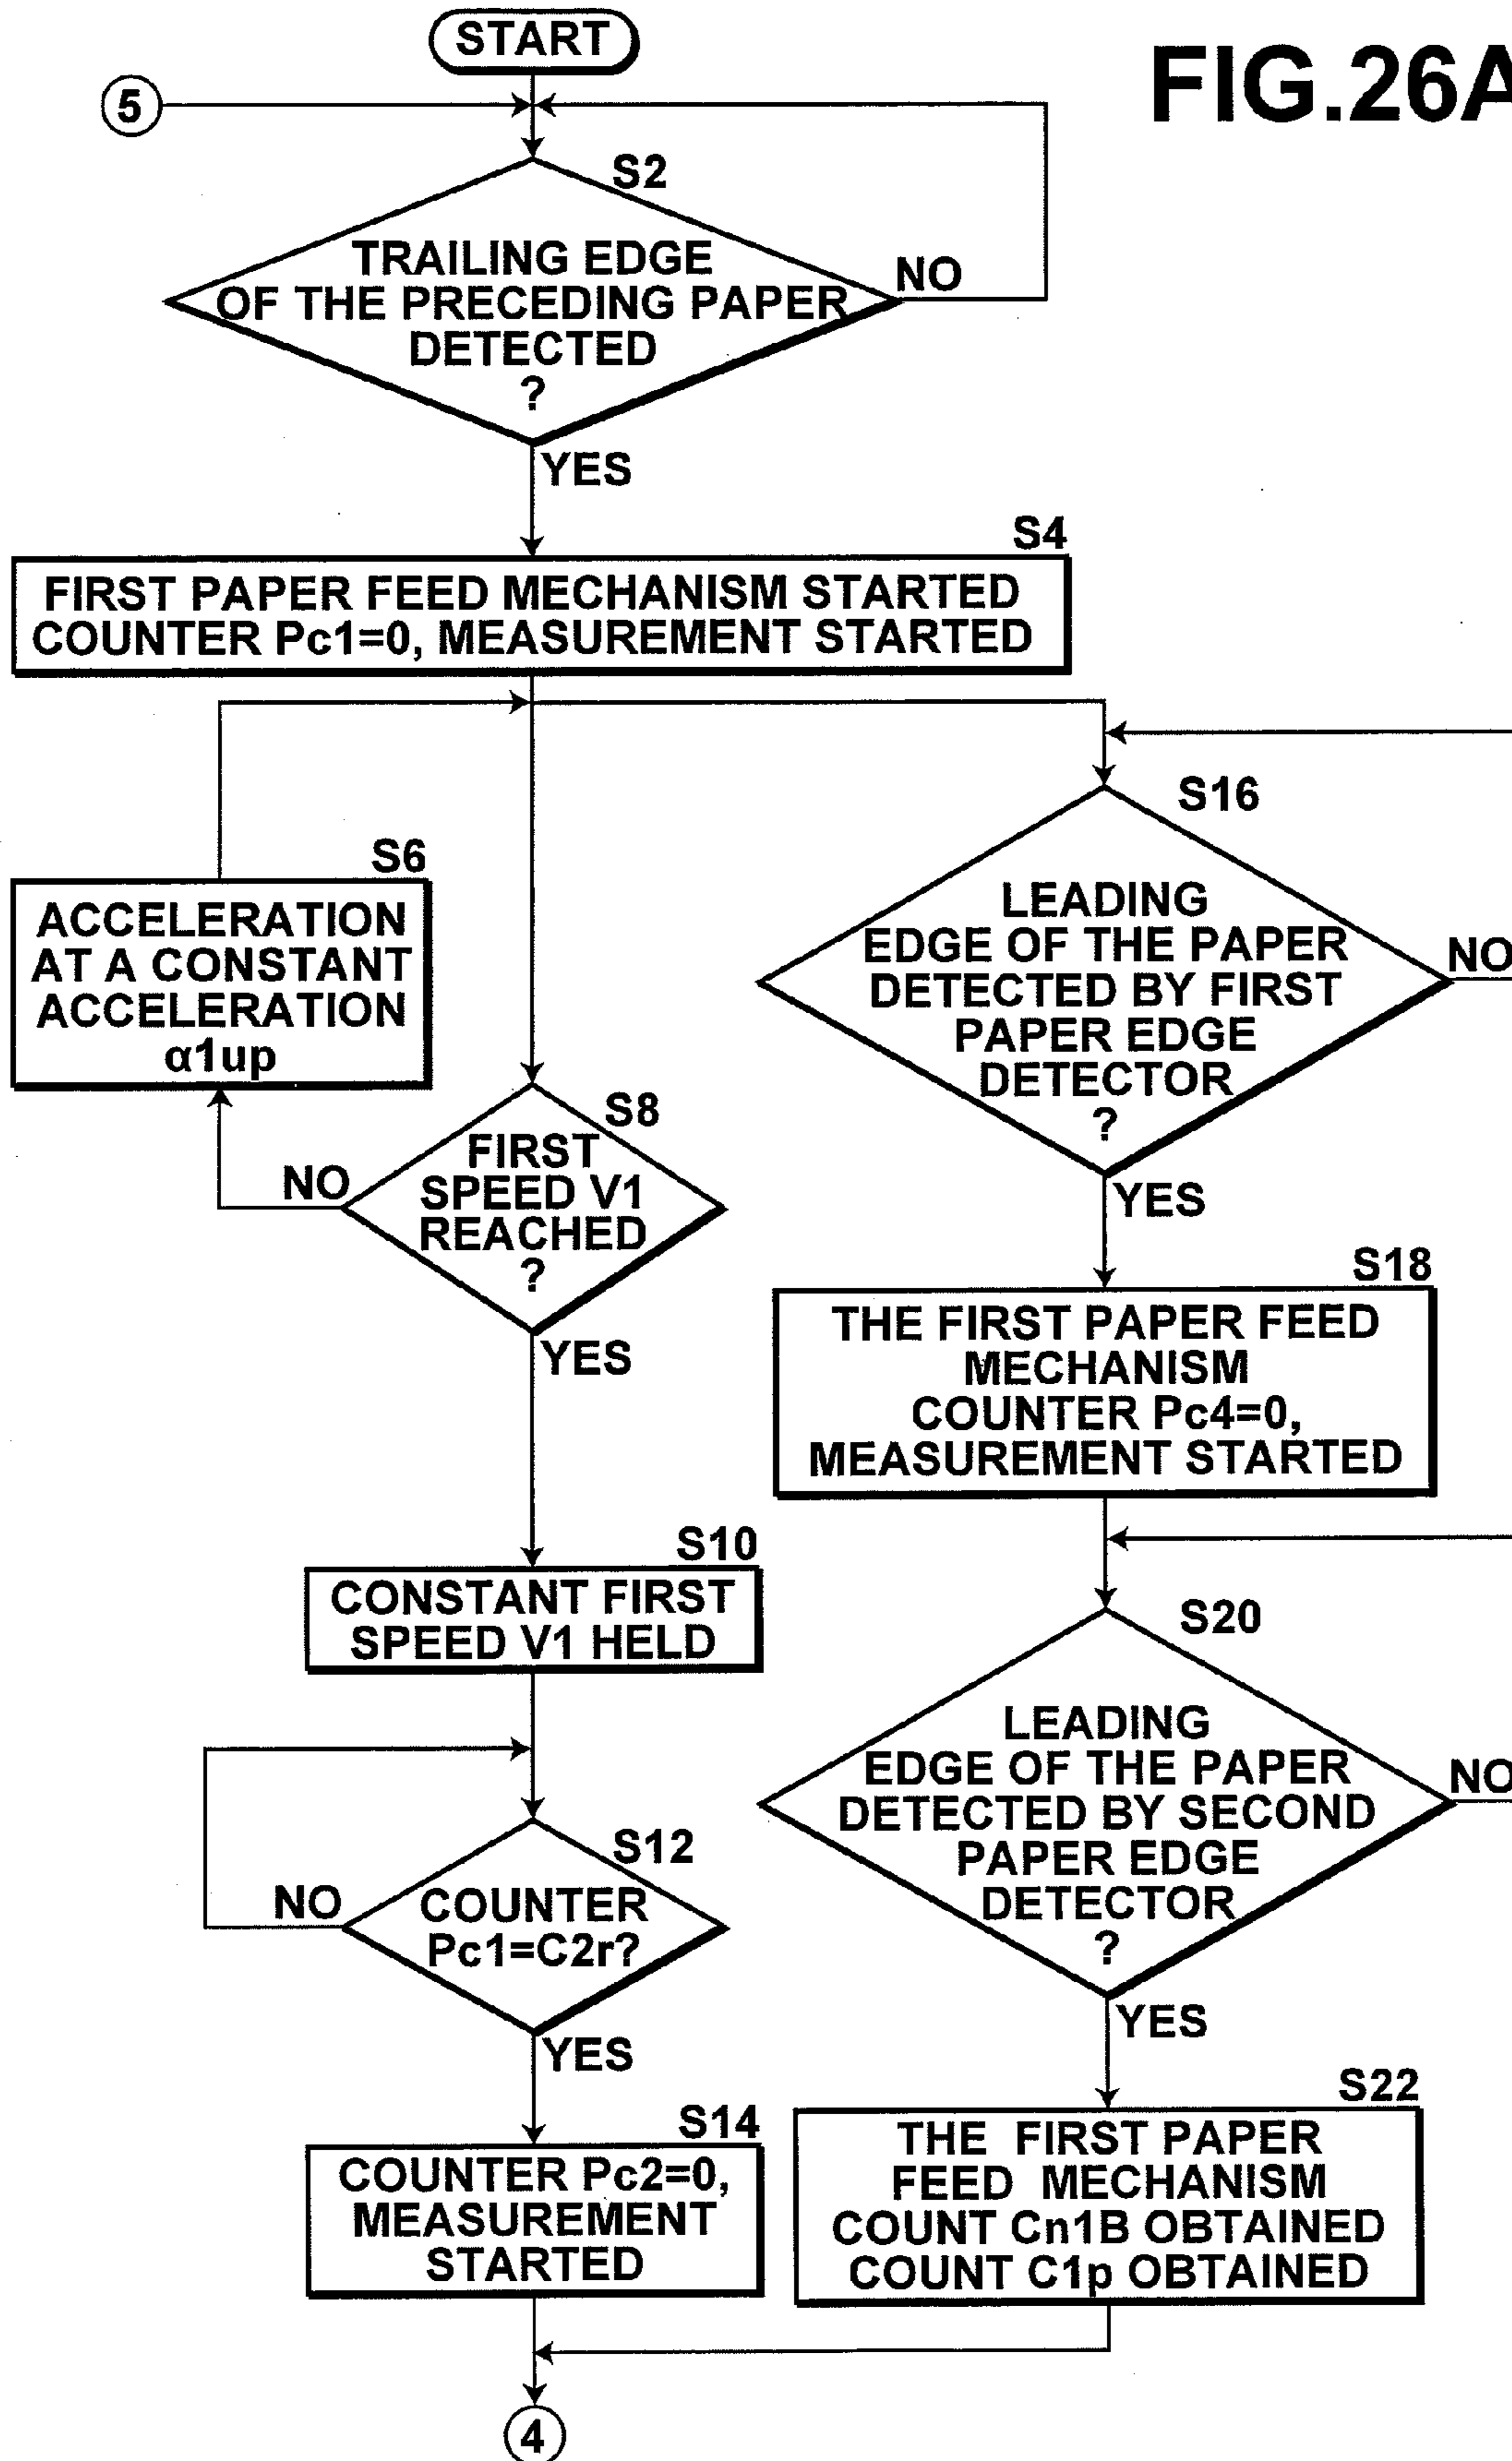 START
FIG.26A
5
S2
TRAILING EDGE
OF THE PRECEDING PAPER
DETECTED
?
NO
YES
S4
FIRST PAPER FEED MECHANISM STARTED
COUNTER Pc1=0, MEASUREMENT STARTED
S6
ACCELERATION
AT A CONSTANT
ACCELERATION
α1up
S8
FIRST
SPEED V1
REACHED
?
NO
YES
S10
CONSTANT FIRST
SPEED V1 HELD
S12
COUNTER
Pc1=C2r?
NO
YES
S14
COUNTER Pc2=0,
MEASUREMENT
STARTED
S16
LEADING
EDGE OF THE PAPER
DETECTED BY FIRST
PAPER EDGE
DETECTOR
?
NO
YES
S18
THE FIRST PAPER FEED
MECHANISM
COUNTER Pc4=0,
MEASUREMENT STARTED
S20
LEADING
EDGE OF THE PAPER
DETECTED BY SECOND
PAPER EDGE
DETECTOR
?
NO
YES
S22
THE FIRST PAPER
FEED MECHANISM
COUNT Cn1B OBTAINED
COUNT C1p OBTAINED
4